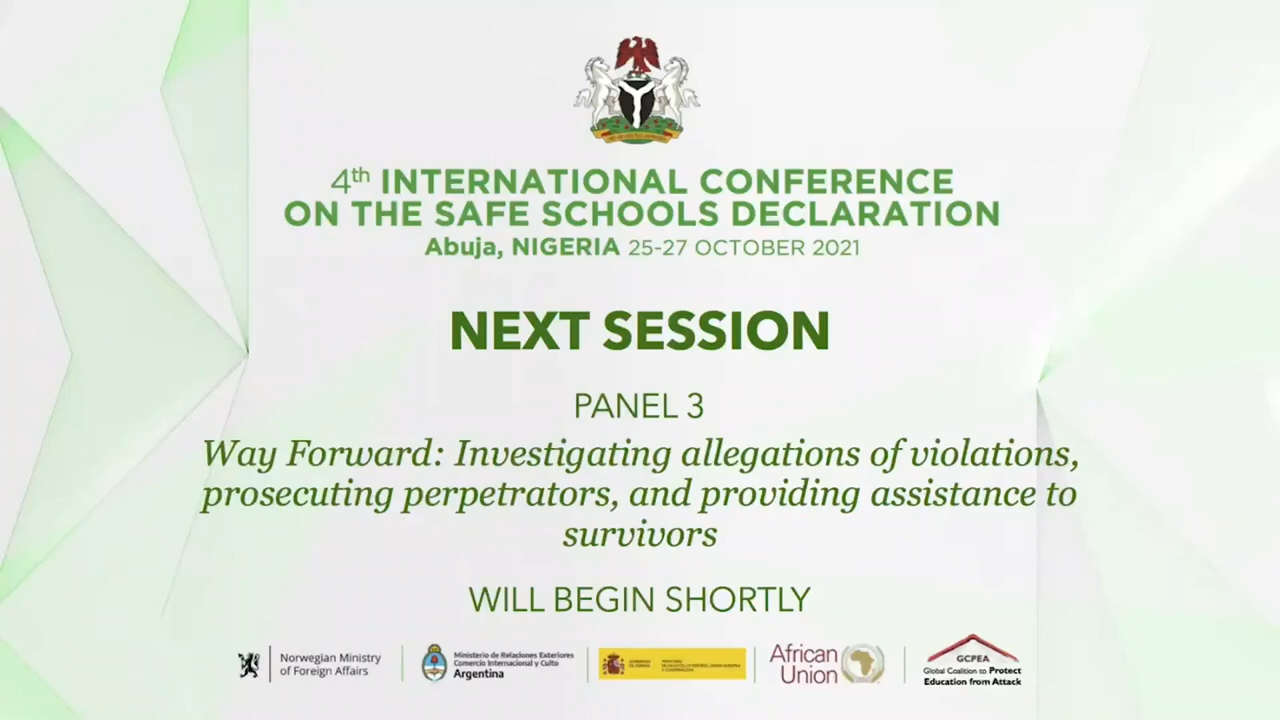 4th INTERNATIONAL CONFERENCE
ON THE SAFE SCHOOLS DECLARATION
Abuja, NIGERIA 25-27 OCTOBER 2021
NEXT SESSION
PANEL 3
Way Forward: Investigating allegations of violations,
prosecuting perpetrators, and providing assistance to
survivors
WILL BEGIN SHORTLY
Norwegian Ministry
of Foreign Affairs
Ministerio de Relaciones Exteriores
Comercio Internacional y Culto
Argentina
African
Union
GCPEA
Global Coalition to Protect
Education from Attack